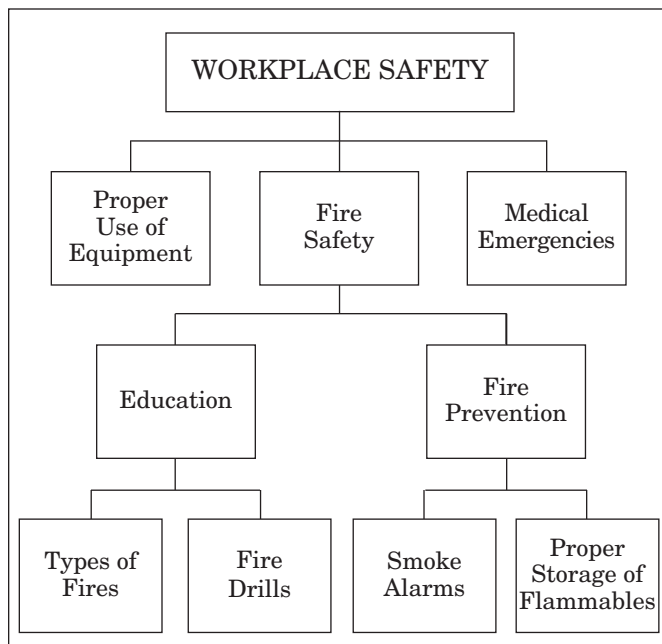 WORKPLACE SAFETY
Proper
Use of
Equipment
Fire
Safety
Medical
Emergencies
Education
Fire
Prevention
Types of
Fires
Fire
Drills
Smoke
Alarms
Proper
Storage of
Flammables